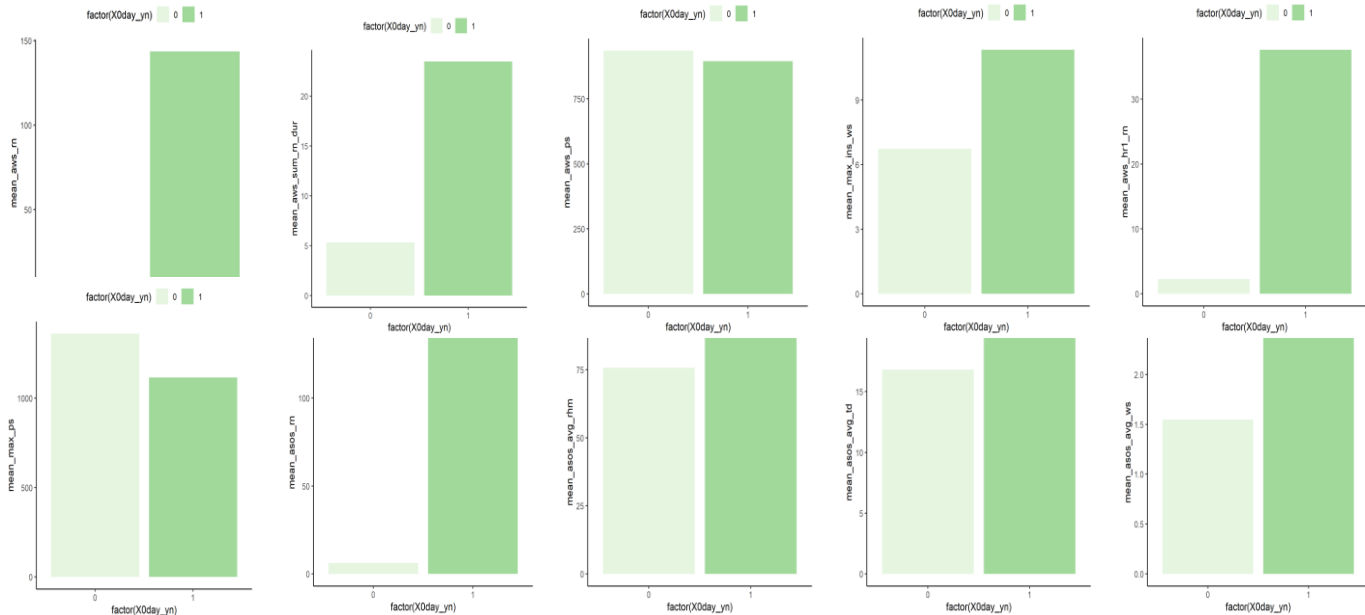 factor(X0day_yn) 0 1
mean_aws_rn
150
100
50
factor(X0day_yn) 0 1
mean_aws_sum_rn_dur
20
15
10
5
0
0 1
factor(X0day_yn)
factor(X0day_yn) 0 1
mean_aws_ps
750
500
250
0
0 1
factor(X0day_yn)
factor(X0day_yn) 0 1
mean_max_ins_ws
9
6
3
0
0 1
factor(X0day_yn)
factor(X0day_yn) 0 1
mean_aws_hr1_rn
30
20
10
0
0 1
factor(X0day_yn)
factor(X0day_yn) 0 1
mean_max_ps
1000
500
0
0 1
factor(X0day_yn)
mean_asos_rn
100
50
0
0 1
factor(X0day_yn)
mean_asos_avg_rhm
75
50
25
0
0 1
factor(X0day_yn)
mean_asos_avg_td
15
10
5
0
0 1
factor(X0day_yn)
mean_asos_avg_ws
2.0
1.5
1.0
0.5
0.0
0 1
factor(X0day_yn)